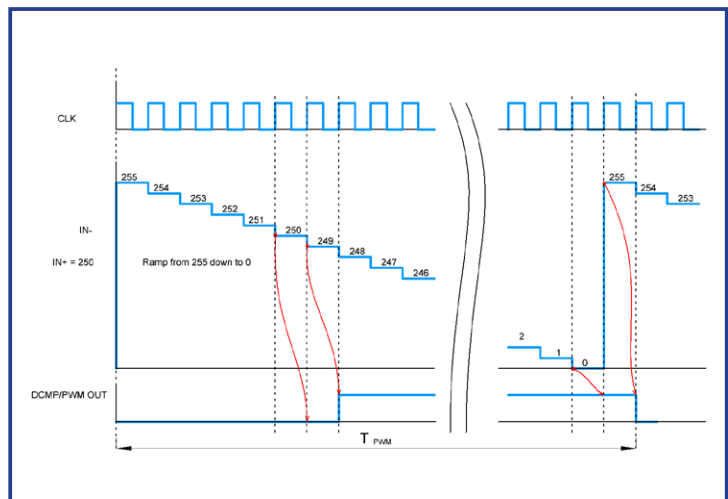 CLK
255
254
253
252
251
250
249
248
247
246
255
254
253
IN-
IN+ = 250
Ramp from 255 down to 0
2
1
0
DCMP/PWM OUT
T PWM